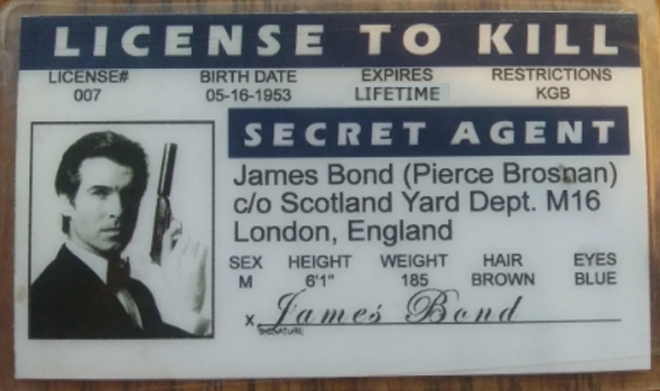 LICENSE TO KILL
LICENSE# BIRTH DATE EXPIRES RESTRICTIONS
007 05-16-1953 LIFETIME KGB
SECRET AGENT
James Bond (Pierce Brosnan)
c/o Scotland Yard Dept. M16
London, England
SEX HEIGHT WEIGHT HAIR EYES
M 6'1" 185 BROWN BLUE
x James Bond
SIGNATURE